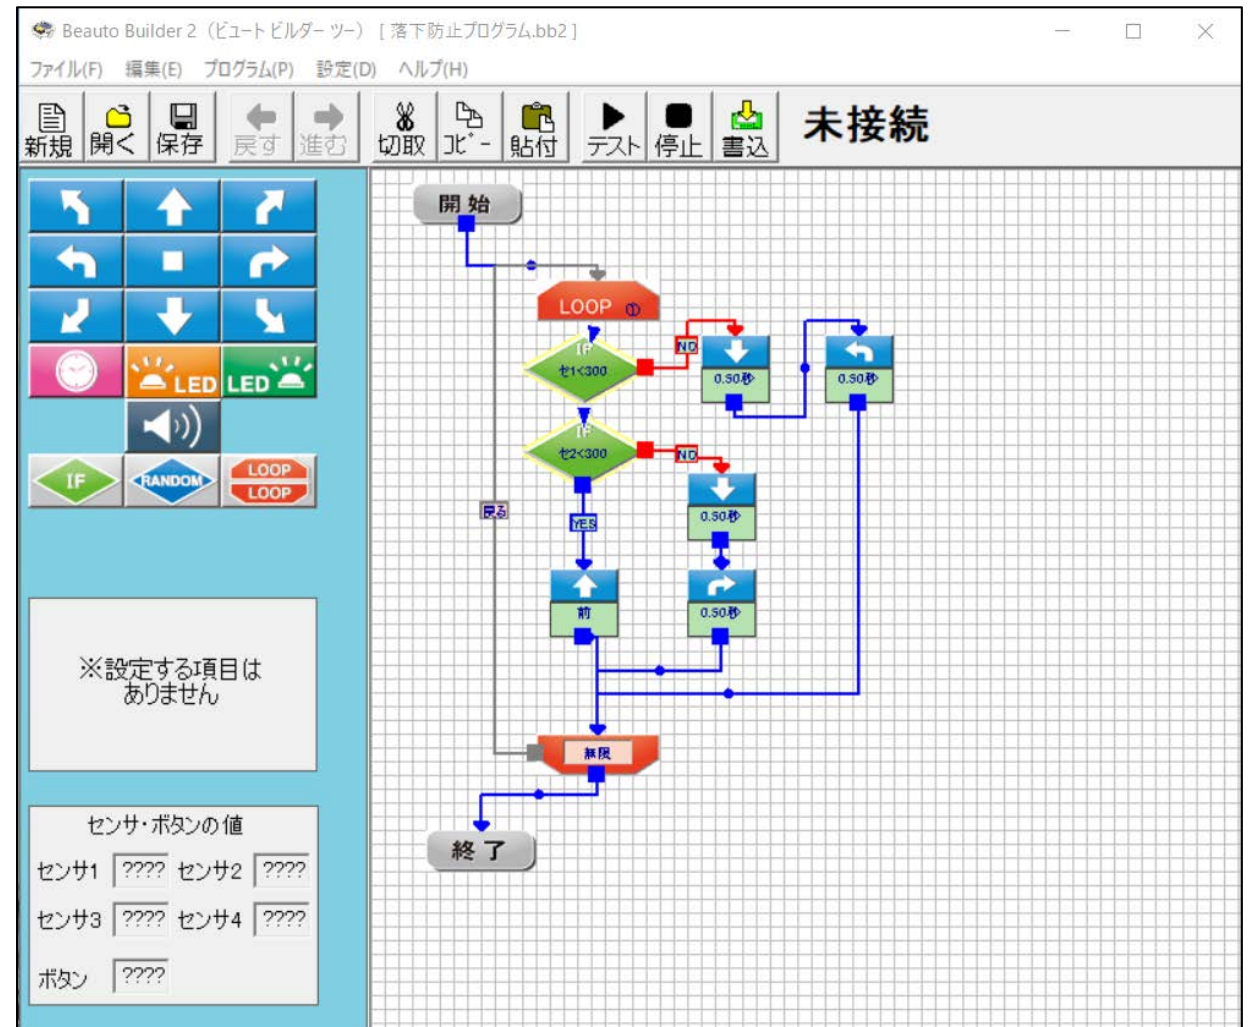 Beauto Builder 2（ビュート ビルダー ツー） [ 落下防止プログラム.bb2 ]
ファイル(F) 編集(E) プログラム(P) 設定(D) ヘルプ(H)
新規 開く 保存 戻す 進む 切取 コピー 貼付 テスト 停止 書込 未接続
開始
LOOP ①
IF
セ1<300
NO
0.50秒
0.50秒
IF
セ2<300
NO
0.50秒
戻る
YES
前
0.50秒
無限
終了
LED LED
IF RANDOM LOOP
LOOP
※設定する項目は
ありません
センサ・ボタンの値
センサ1 ???? センサ2 ????
センサ3 ???? センサ4 ????
ボタン ????